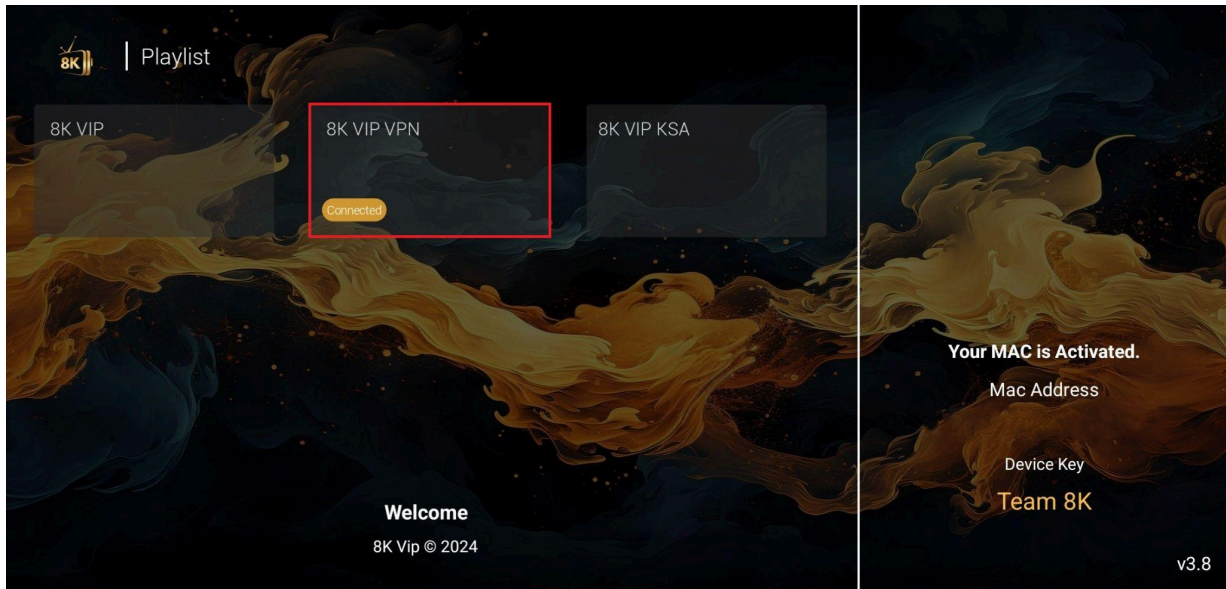 8K
Playlist
8K VIP
8K VIP VPN
Connected
8K VIP KSA
Your MAC is Activated.
Mac Address
Device Key
Team 8K
Welcome
8K Vip © 2024
v3.8